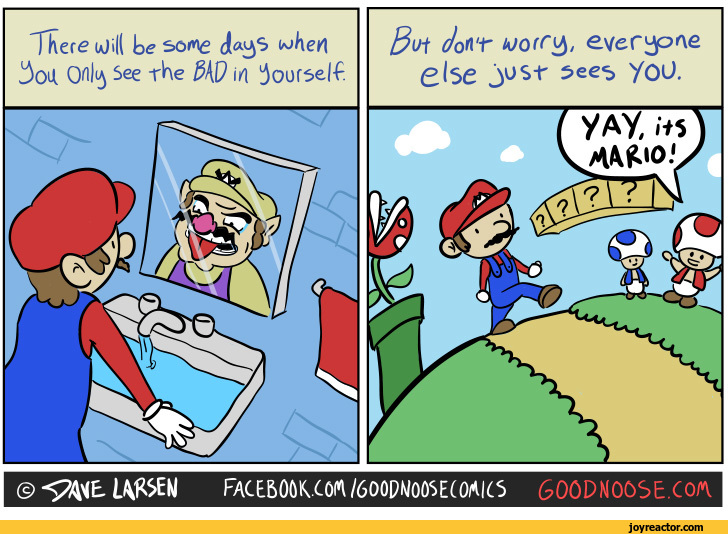 There will be some days when
You Only See the BAD in Yourself.
But don't worry, everyone
else just sees YOU.
YAY, its
MARIO!
? ? ? ?
© DAVE LARSEN FACEBOOK.COM/GOODNOOSECOMICS GOODNOOSE.COM
joyreactor.com